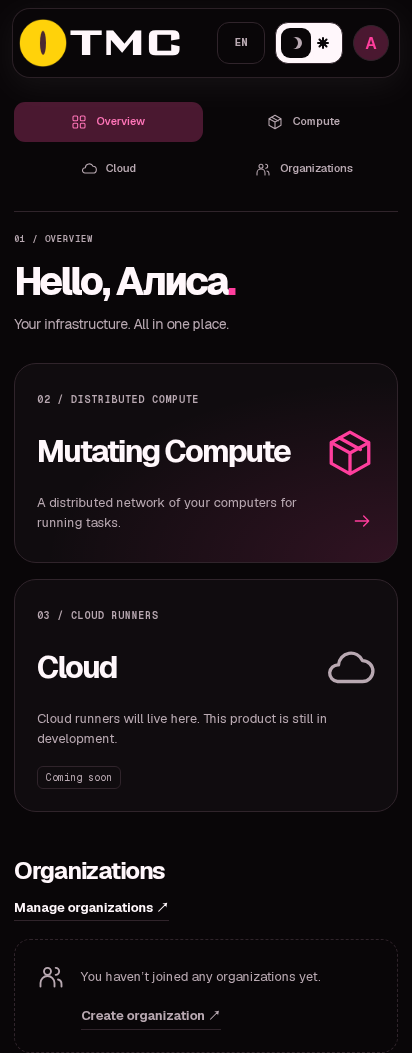 TMC
EN
A
Overview
Compute
Cloud
Organizations
01 / OVERVIEW
Hello, Алиса.
Your infrastructure. All in one place.
02 / DISTRIBUTED COMPUTE
Mutating Compute
A distributed network of your computers for
running tasks.
→
03 / CLOUD RUNNERS
Cloud
Cloud runners will live here. This product is still in
development.
Coming soon
Organizations
Manage organizations ↗
You haven’t joined any organizations yet.
Create organization ↗